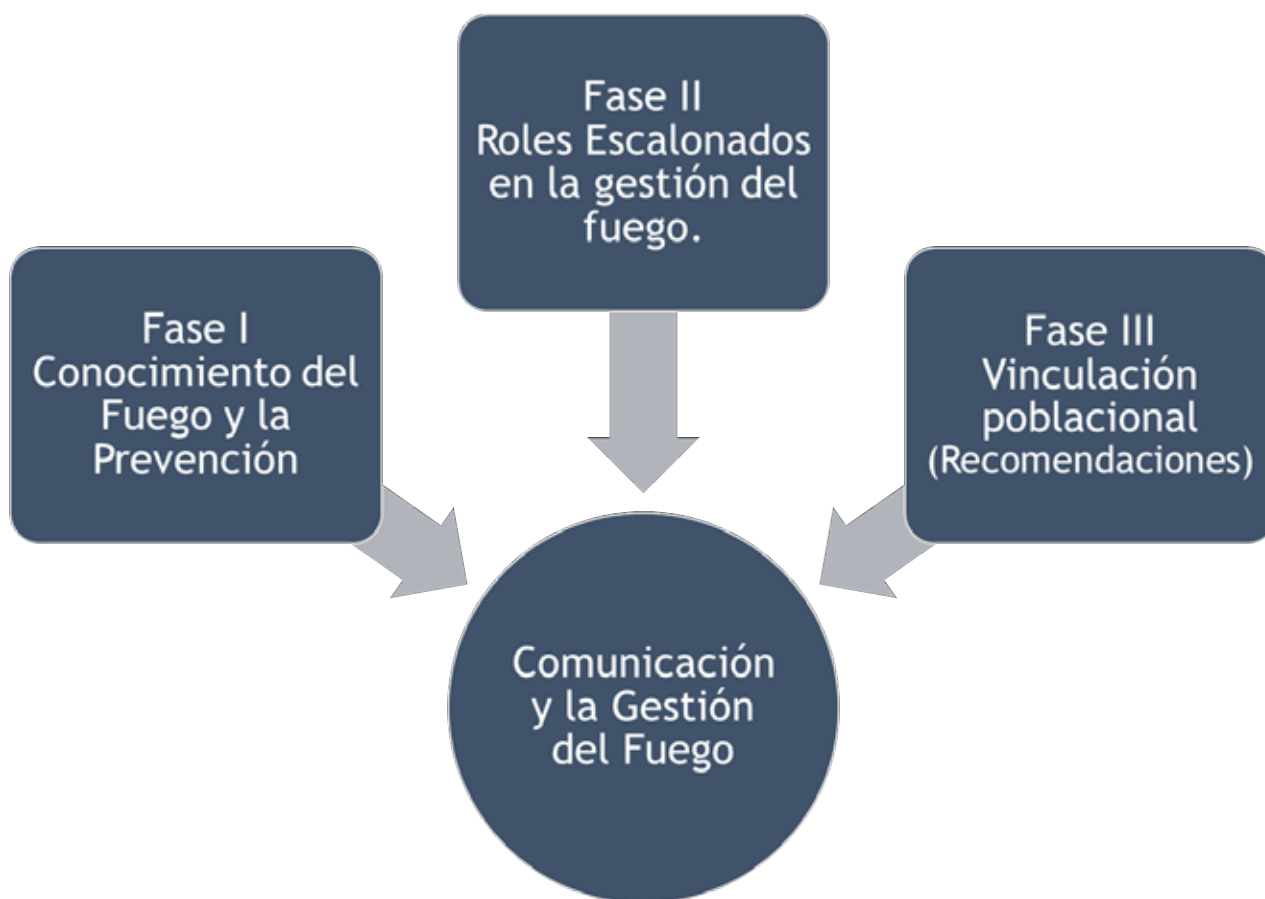 Fase II
Roles Escalonados
en la gestión del
fuego.
Fase I
Conocimiento del
Fuego y la
Prevención
Fase III
Vinculación
poblacional
(Recomendaciones)
Comunicación
y la Gestión
del Fuego